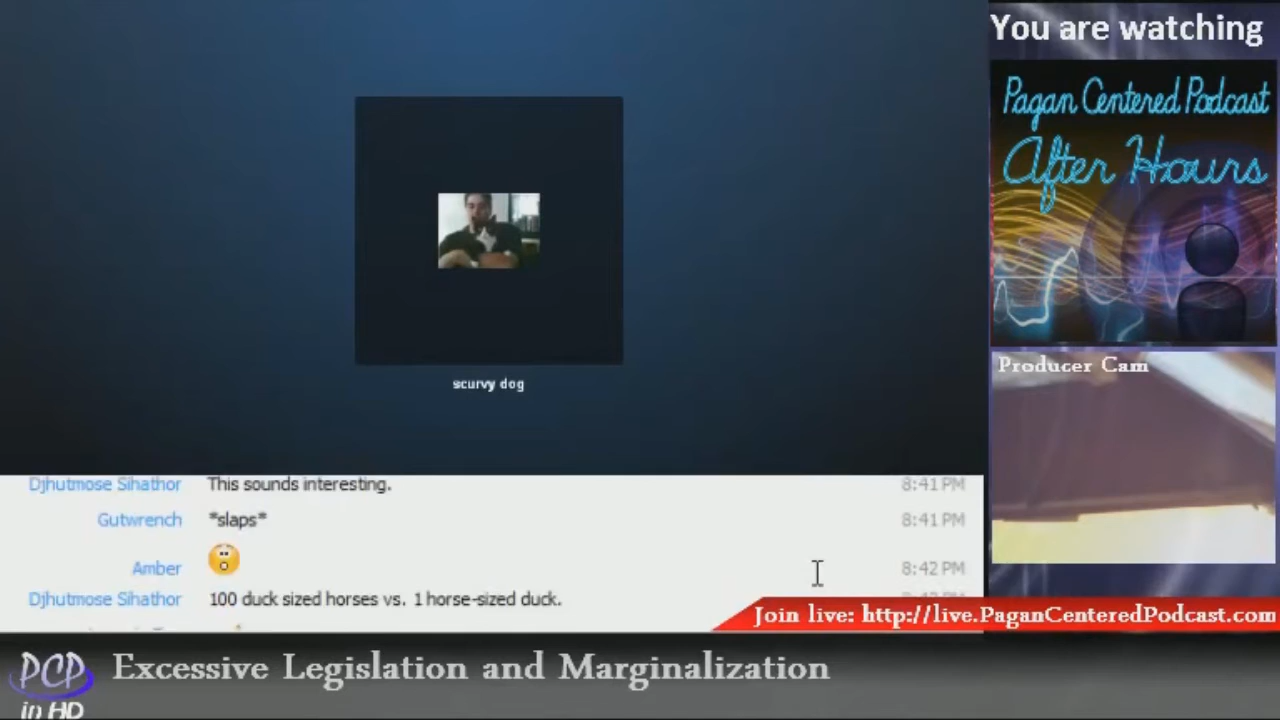 You are watching
Pagan Centered Podcast
After Hours
scurvy dog
Producer Cam
Djhutmose Sihathor This sounds interesting. 8:41 PM
Gutwrench *slaps* 8:41 PM
Amber 8:42 PM
Djhutmose Sihathor 100 duck sized horses vs. 1 horse-sized duck.
Join live: http://live.PaganCenteredPodcast.com
PCP Excessive Legislation and Marginalization
in HD